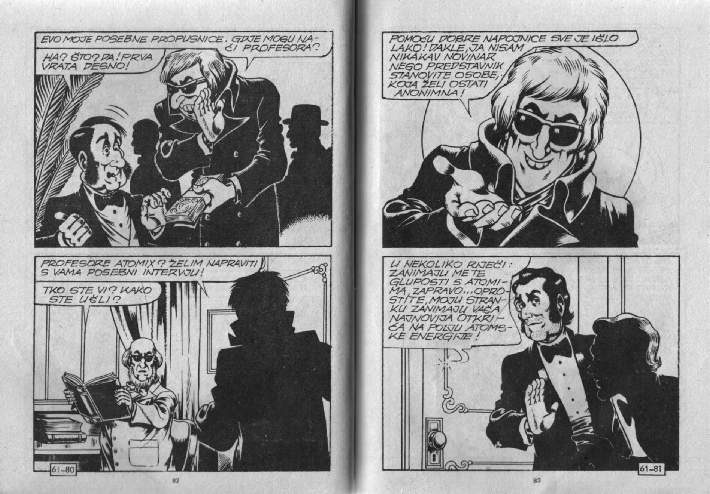 EVO MOJE POSEBNE PROPUSNICE. GDJE MOGU NA-
ĆI PROFESORA?
HA? ŠTO? DA! PRVA
VRATA DESNO!
PROFESORE ATOMIX? ŽELIM NAPRAVITI
S VAMA POSEBNI INTERVJU!
TKO STE VI? KAKO
STE UŠLI?
61-80
82
POMOĆU DOBRE NAPOJNICE SVE JE IŠLO
LAKO! DAKLE, JA NISAM
NIKAKAV NOVINAR
NEGO PREDSTAVNIK
STANOVITE OSOBE,
KOJA ŽELI OSTATI
ANONIMNA!
U NEKOLIKO RIJEČI:
ZANIMAJU ME TE
GLUPOSTI S ATOMI-
MA, ZAPRAVO... OPRO-
STITE, MOJU STRAN-
KU ZANIMAJU VAŠA
NAJNOVIJA OTKRI-
ĆA NA POLJU ATOMS-
KE ENERGIJE!
61-81
83